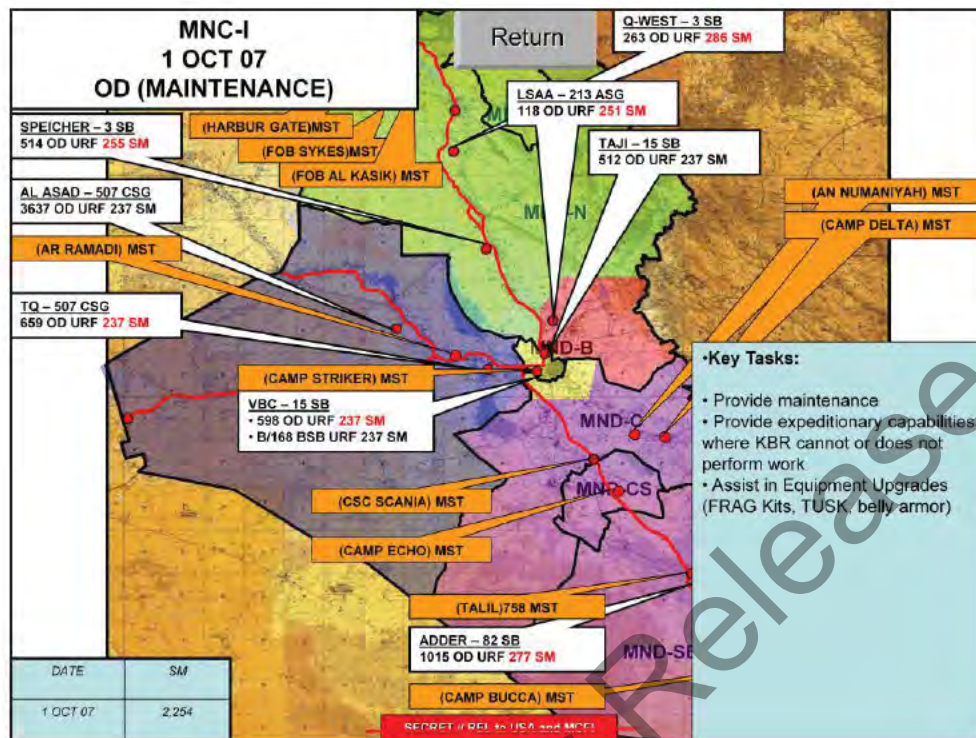 MNC-I
1 OCT 07
OD (MAINTENANCE)
Return
Q-WEST – 3 SB
263 OD URF 286 SM
LSAA – 213 ASG
118 OD URF 251 SM
TAJI – 15 SB
512 OD URF 237 SM
SPEICHER – 3 SB
514 OD URF 255 SM
(HARBUR GATE)MST
(FOB SYKES)MST
(FOB AL KASIK) MST
AL ASAD – 507 CSG
3637 OD URF 237 SM
(AR RAMADI) MST
TQ – 507 CSG
659 OD URF 237 SM
(AN NUMANIYAH) MST
(CAMP DELTA) MST
MND-B
(CAMP STRIKER) MST
VBC – 15 SB
• 598 OD URF 237 SM
• B/168 BSB URF 237 SM
MND-C
MND-CS
(CSC SCANIA) MST
(CAMP ECHO) MST
(TALIL)758 MST
ADDER – 82 SB
1015 OD URF 277 SM
MND-SE
(CAMP BUCCA) MST
•Key Tasks:
• Provide maintenance
• Provide expeditionary capabilities
where KBR cannot or does not
perform work
• Assist in Equipment Upgrades
(FRAG Kits, TUSK, belly armor)
DATE SM
1 OCT 07 2,254
SECRET // REL to USA and MCFI
Release